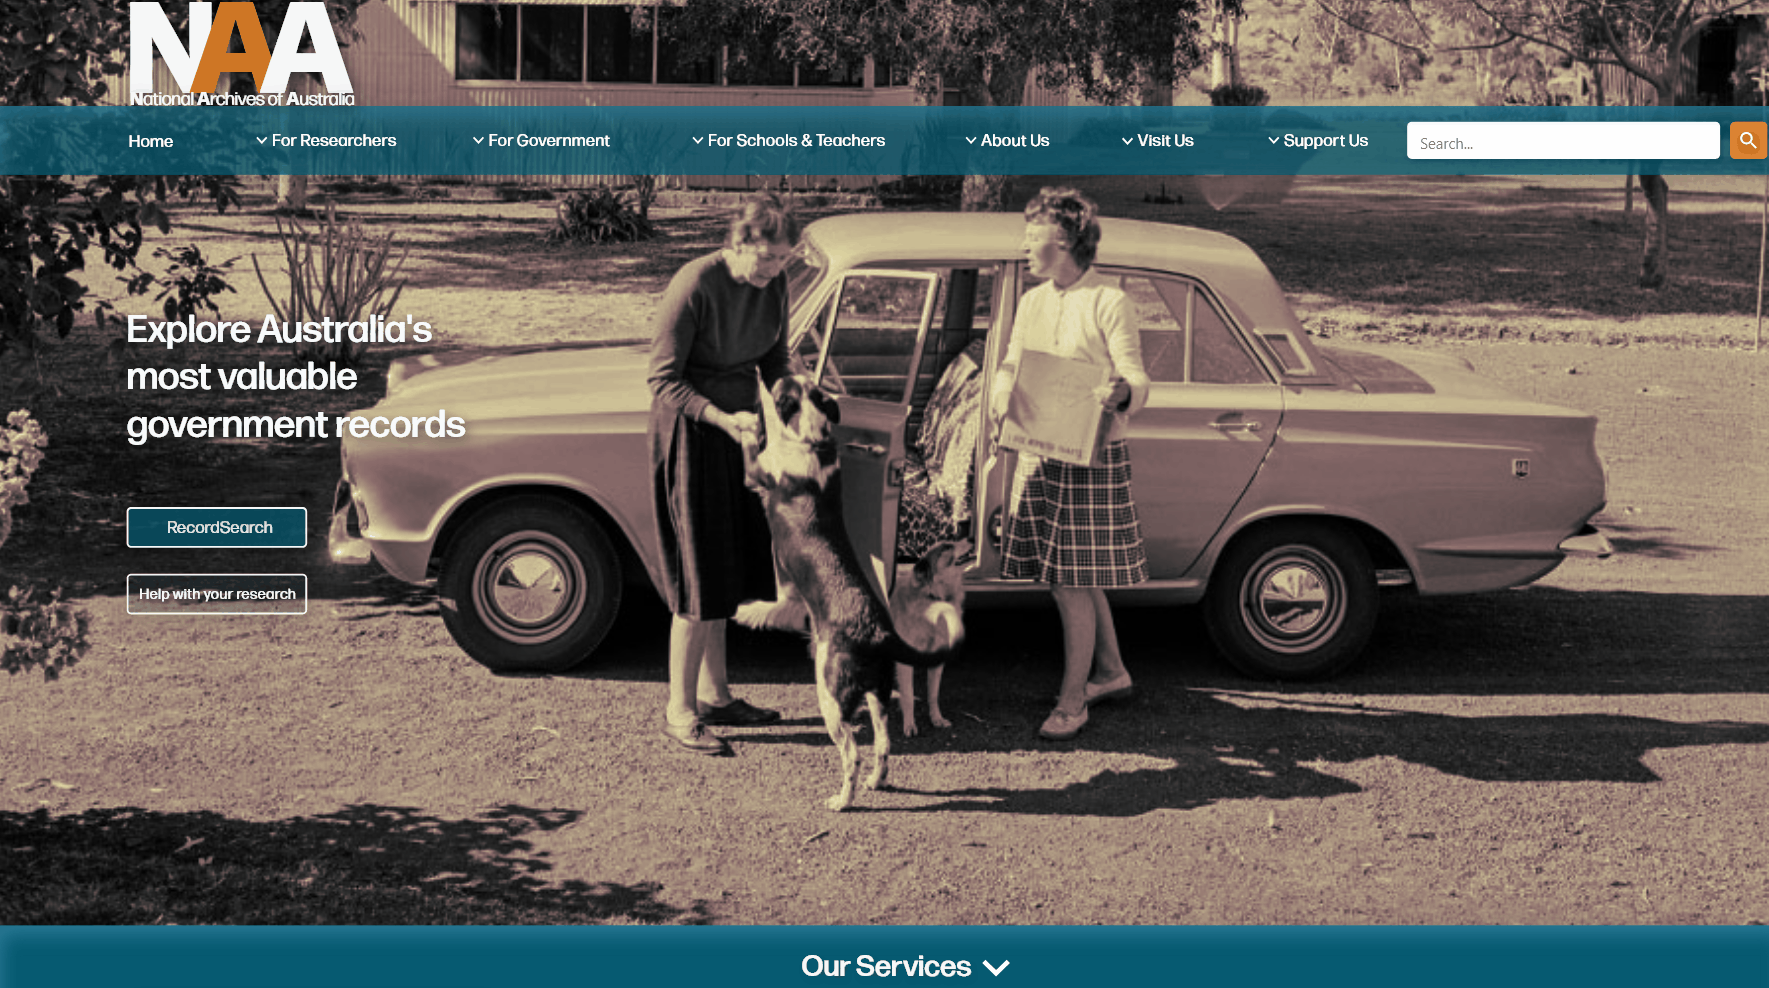 NAA
National Archives of Australia
Home
For Researchers
For Government
For Schools & Teachers
About Us
Visit Us
Support Us
Search...
Explore Australia's
most valuable
government records
RecordSearch
Help with your research
Our Services